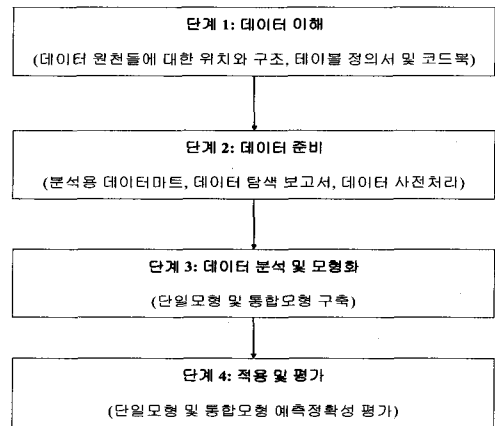 단계 1: 데이터 이해
(데이터 원천들에 대한 위치와 구조, 테이블 정의서 및 코드북)
단계 2: 데이터 준비
(분석용 데이터마트, 데이터 탐색 보고서, 데이터 사전처리)
단계 3: 데이터 분석 및 모형화
(단일모형 및 통합모형 구축)
단계 4: 적용 및 평가
(단일모형 및 통합모형 예측정확성 평가)